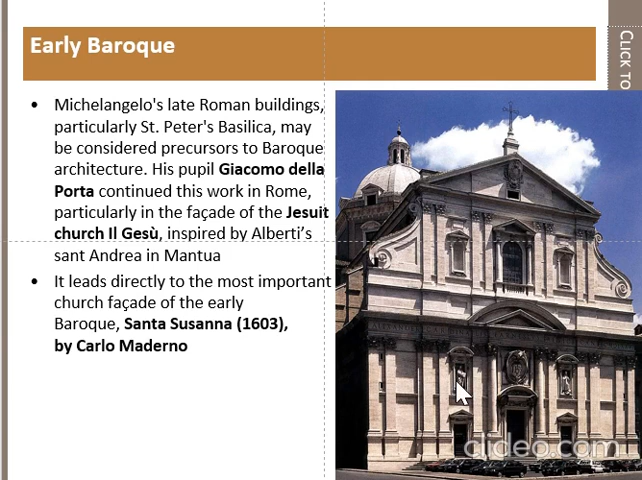 Early Baroque
CLICK TO
• Michelangelo's late Roman buildings,
particularly St. Peter's Basilica, may
be considered precursors to Baroque
architecture. His pupil Giacomo della
Porta continued this work in Rome,
particularly in the façade of the Jesuit
church Il Gesù, inspired by Alberti's
sant Andrea in Mantua
• It leads directly to the most important
church façade of the early
Baroque, Santa Susanna (1603),
by Carlo Maderno